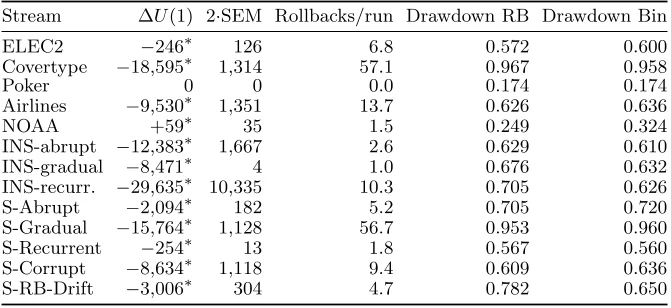 Stream ΔU(1) 2·SEM Rollbacks/run Drawdown RB Drawdown Bin
ELEC2 −246* 126 6.8 0.572 0.600
Covertype −18,595* 1,314 57.1 0.967 0.958
Poker 0 0 0.0 0.174 0.174
Airlines −9,530* 1,351 13.7 0.626 0.636
NOAA +59* 35 1.5 0.249 0.324
INS-abrupt −12,383* 1,667 2.6 0.629 0.610
INS-gradual −8,471* 4 1.0 0.676 0.632
INS-recurr. −29,635* 10,335 10.3 0.705 0.626
S-Abrupt −2,094* 182 5.2 0.705 0.720
S-Gradual −15,764* 1,128 56.7 0.953 0.960
S-Recurrent −254* 13 1.8 0.567 0.560
S-Corrupt −8,634* 1,118 9.4 0.609 0.636
S-RB-Drift −3,006* 304 4.7 0.782 0.650